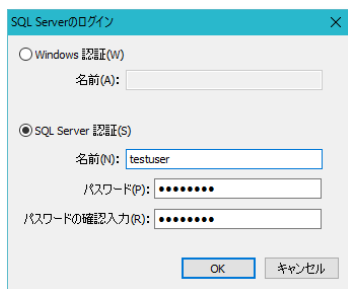 SQL Serverのログイン
Windows 認証(W)
名前(A):
SQL Server 認証(S)
名前(N): testuser
パスワード(P): ●●●●●●●●
パスワードの確認入力(R): ●●●●●●●●
OK キャンセル